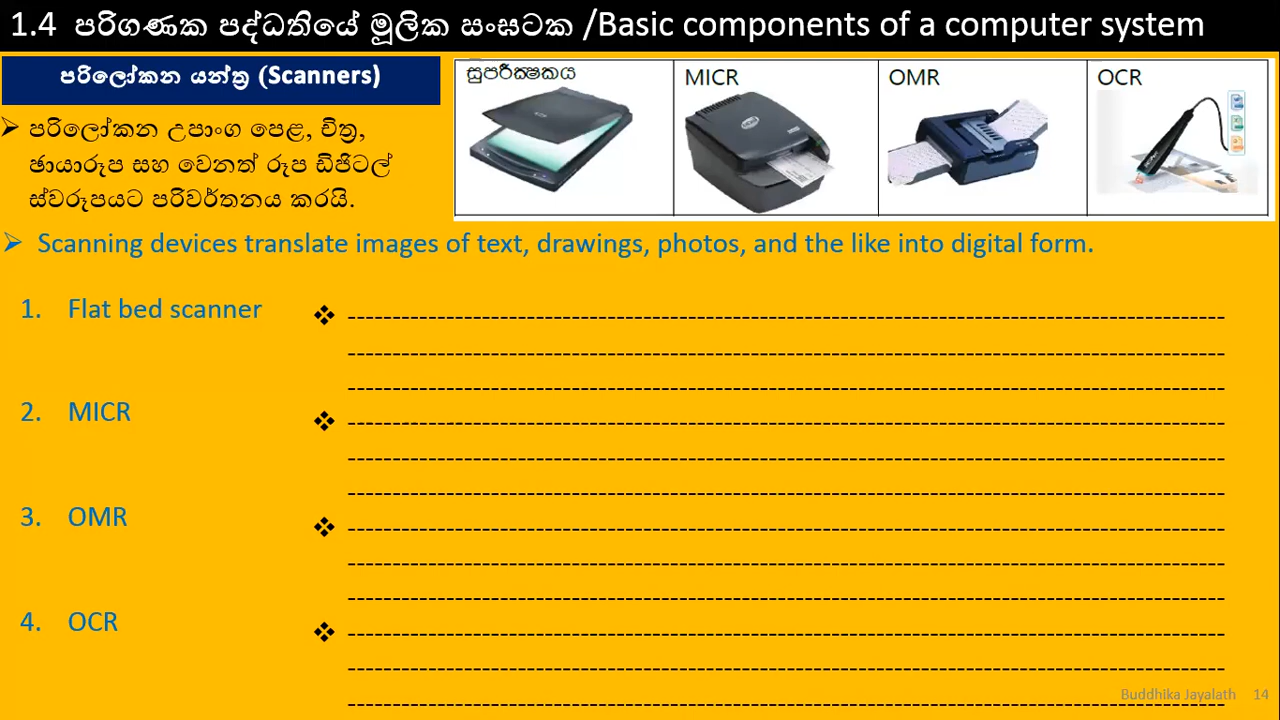 1.4 පරිගණක පද්ධතියේ මූලික සංඝටක /Basic components of a computer system
පරිලෝකන යන්ත්‍ර (Scanners)
පරිලෝකන උපාංග පෙළ, චිත්‍ර,
ඡායාරූප සහ වෙනත් රූප ඩිජිටල්
ස්වරූපයට පරිවර්තනය කරයි.
සුපරීක්ෂකය
MICR
OMR
OCR
Scanning devices translate images of text, drawings, photos, and the like into digital form.
1. Flat bed scanner
2. MICR
3. OMR
4. OCR
Buddhika Jayalath 14